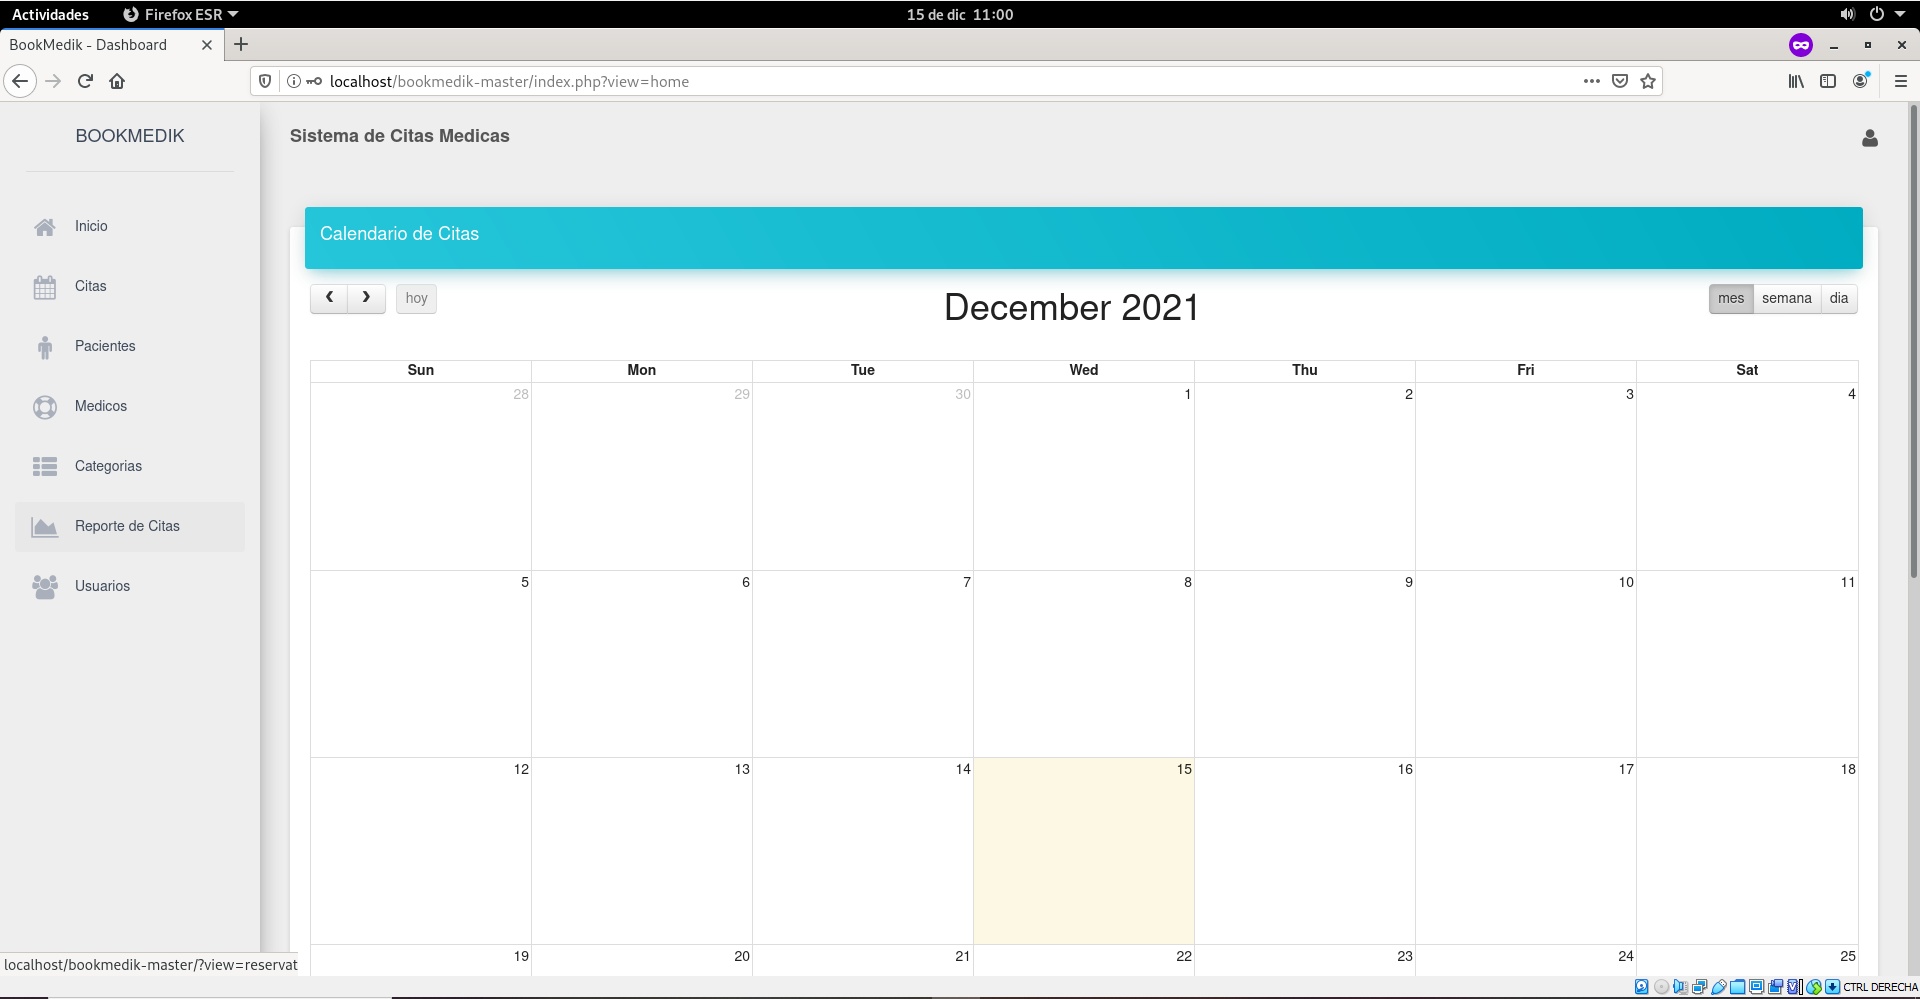 Actividades Firefox ESR 15 de dic 11:00
BookMedik - Dashboard
localhost/bookmedik-master/index.php?view=home
BOOKMEDIK
Sistema de Citas Medicas
Inicio
Citas
Pacientes
Medicos
Categorias
Reporte de Citas
Usuarios
Calendario de Citas
hoy December 2021 mes semana dia
Sun Mon Tue Wed Thu Fri Sat
28 29 30 1 2 3 4
5 6 7 8 9 10 11
12 13 14 15 16 17 18
19 20 21 22 23 24 25
localhost/bookmedik-master/?view=reservat
CTRL DERECHA